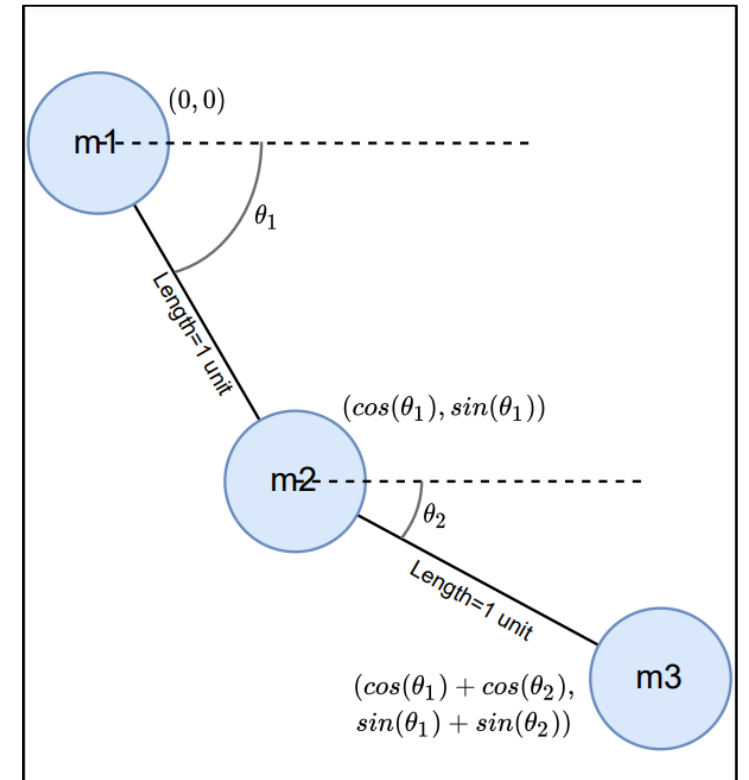 (0, 0)
m1
θ₁
Length=1 unit
(cos(θ₁), sin(θ₁))
m2
θ₂
Length=1 unit
m3
(cos(θ₁) + cos(θ₂),
sin(θ₁) + sin(θ₂))